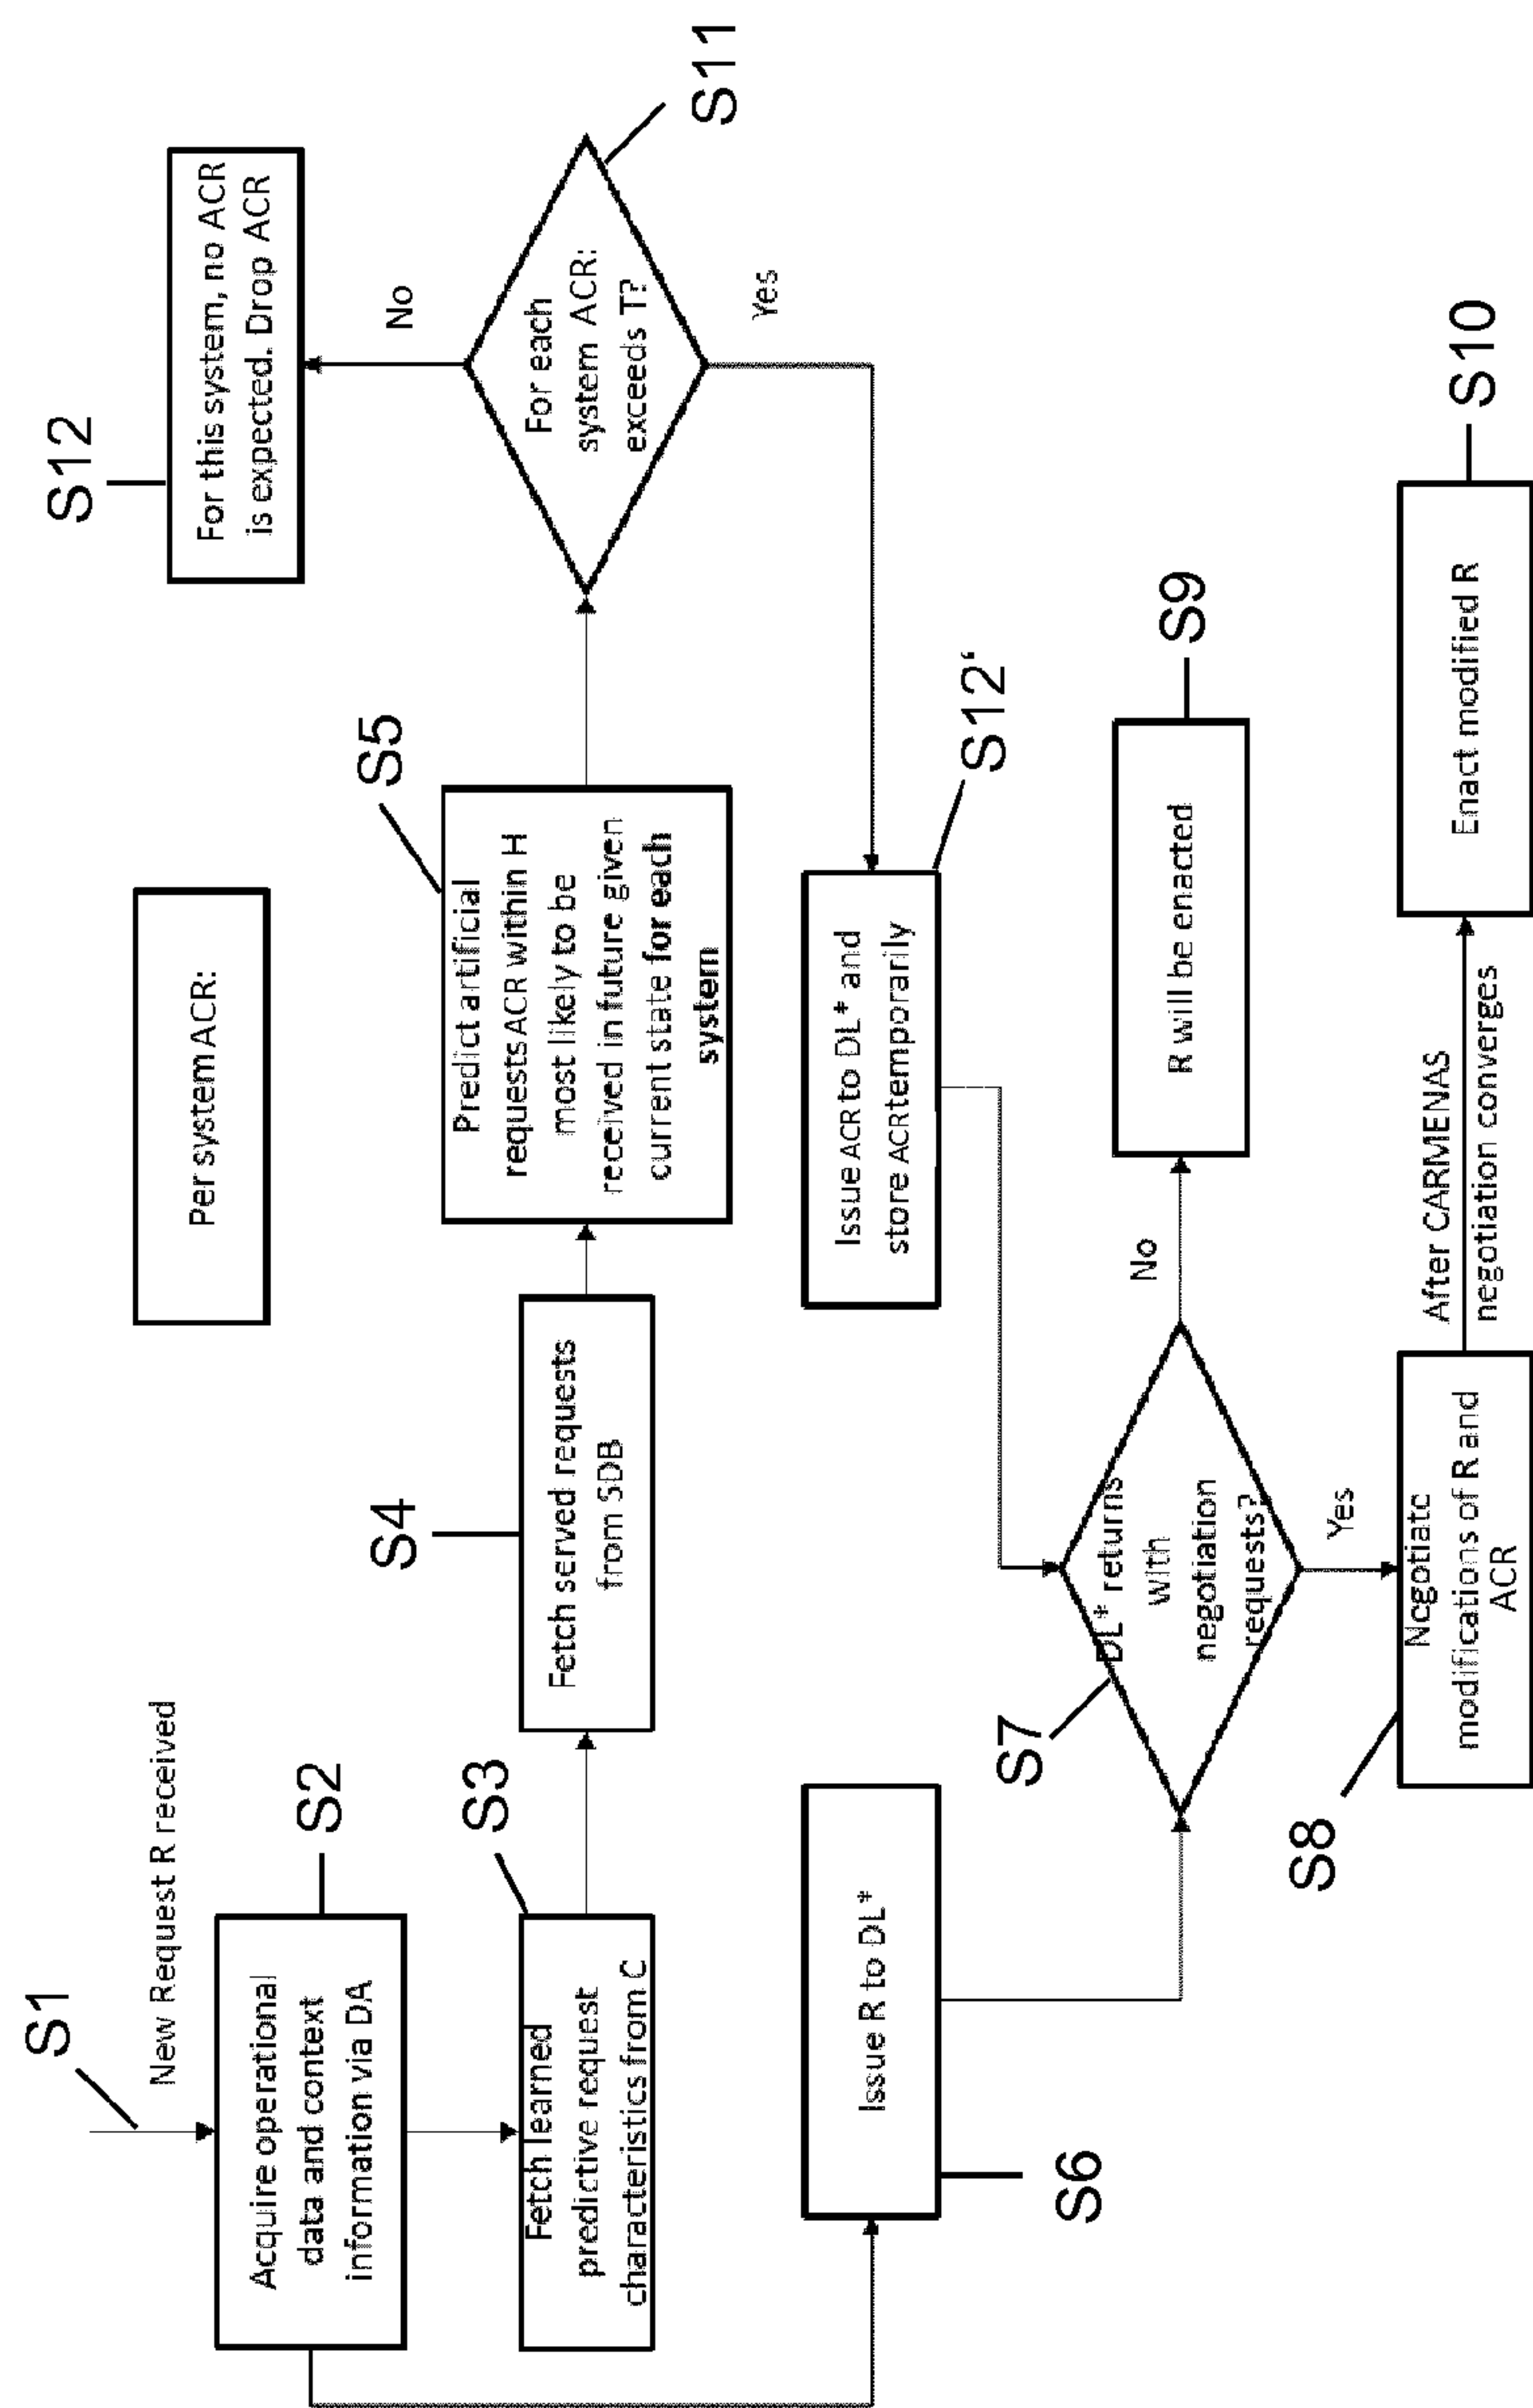 S1
New Request R received
Acquire operational
data and context
information via DA
S2
Fetch learned
predictive request
characteristics from C
S3
Fetch served requests
from SDB
S4
Per system ACR:
Predict artificial
requests ACR within H
most likely to be
received in future given
current state for each
system
S5
For each
system ACR:
exceeds T?
S11
No
Yes
For this system, no ACR
is expected. Drop ACR
S12
Issue ACR to DL* and
store ACR temporarily
S12‘
Issue R to DL*
S6
DL* returns
with
negotiation
requests?
S7
No
Yes
R will be enacted
S9
Negotiate
modifications of R and
ACR
S8
After CARMENAS
negotiation converges
Enact modified R
S10